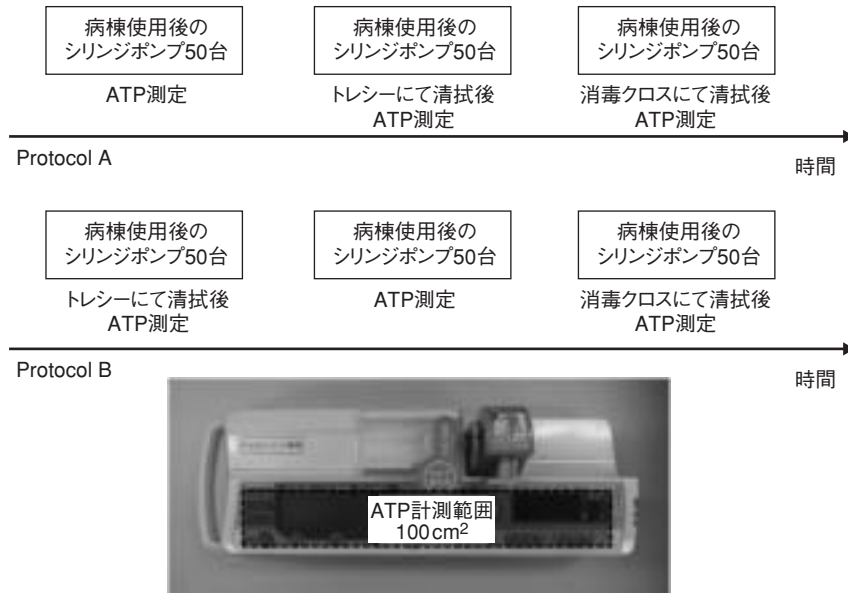 病棟使用後の
シリンジポンプ50台
病棟使用後の
シリンジポンプ50台
病棟使用後の
シリンジポンプ50台
ATP測定
トレシーにて清拭後
ATP測定
消毒クロスにて清拭後
ATP測定
Protocol A
時間
病棟使用後の
シリンジポンプ50台
病棟使用後の
シリンジポンプ50台
病棟使用後の
シリンジポンプ50台
トレシーにて清拭後
ATP測定
ATP測定
消毒クロスにて清拭後
ATP測定
Protocol B
時間
ATP計測範囲
100cm²